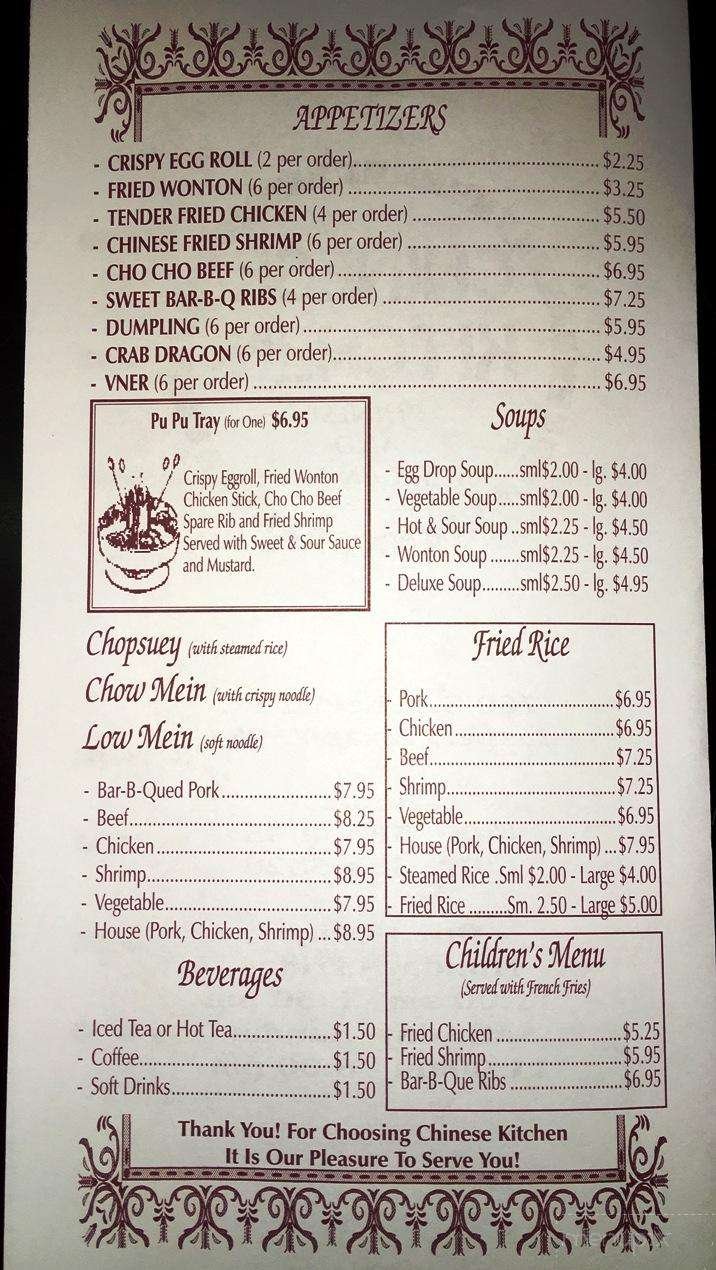 APPETIZERS
- CRISPY EGG ROLL (2 per order)..................................................... $2.25
- FRIED WONTON (6 per order) ..................................................... $3.25
- TENDER FRIED CHICKEN (4 per order) ....................................... $5.50
- CHINESE FRIED SHRIMP (6 per order) ........................................ $5.95
- CHO CHO BEEF (6 per order)...................................................... $6.95
- SWEET BAR-B-Q RIBS (4 per order) ............................................. $7.25
- DUMPLING (6 per order)............................................................ $5.95
- CRAB DRAGON (6 per order)...................................................... $4.95
- VNER (6 per order) .................................................................... $6.95
Pu Pu Tray (for One) $6.95
Crispy Eggroll, Fried Wonton
Chicken Stick, Cho Cho Beef
Spare Rib and Fried Shrimp
Served with Sweet & Sour Sauce
and Mustard.
Soups
- Egg Drop Soup......sml$2.00 - lg. $4.00
- Vegetable Soup.....sml$2.00 - lg. $4.00
- Hot & Sour Soup ..sml$2.25 - lg. $4.50
- Wonton Soup .......sml$2.25 - lg. $4.50
- Deluxe Soup.........sml$2.50 - lg. $4.95
Chopsuey (with steamed rice)
Chow Mein (with crispy noodle)
Low Mein (soft noodle)
- Bar-B-Qued Pork.......................$7.95
- Beef..........................................$8.25
- Chicken....................................$7.95
- Shrimp......................................$8.95
- Vegetable..................................$7.95
- House (Pork, Chicken, Shrimp) ...$8.95
Fried Rice
- Pork........................................$6.95
- Chicken...................................$6.95
- Beef........................................$7.25
- Shrimp.....................................$7.25
- Vegetable.................................$6.95
- House (Pork, Chicken, Shrimp) ...$7.95
- Steamed Rice .Sml $2.00 - Large $4.00
- Fried Rice .........Sm. 2.50 - Large $5.00
Beverages
- Iced Tea or Hot Tea.....................$1.50
- Coffee........................................$1.50
- Soft Drinks..................................$1.50
Children's Menu
(Served with French Fries)
- Fried Chicken ...........................$5.25
- Fried Shrimp.............................$5.95
- Bar-B-Que Ribs ........................$6.95
Thank You! For Choosing Chinese Kitchen
It Is Our Pleasure To Serve You!